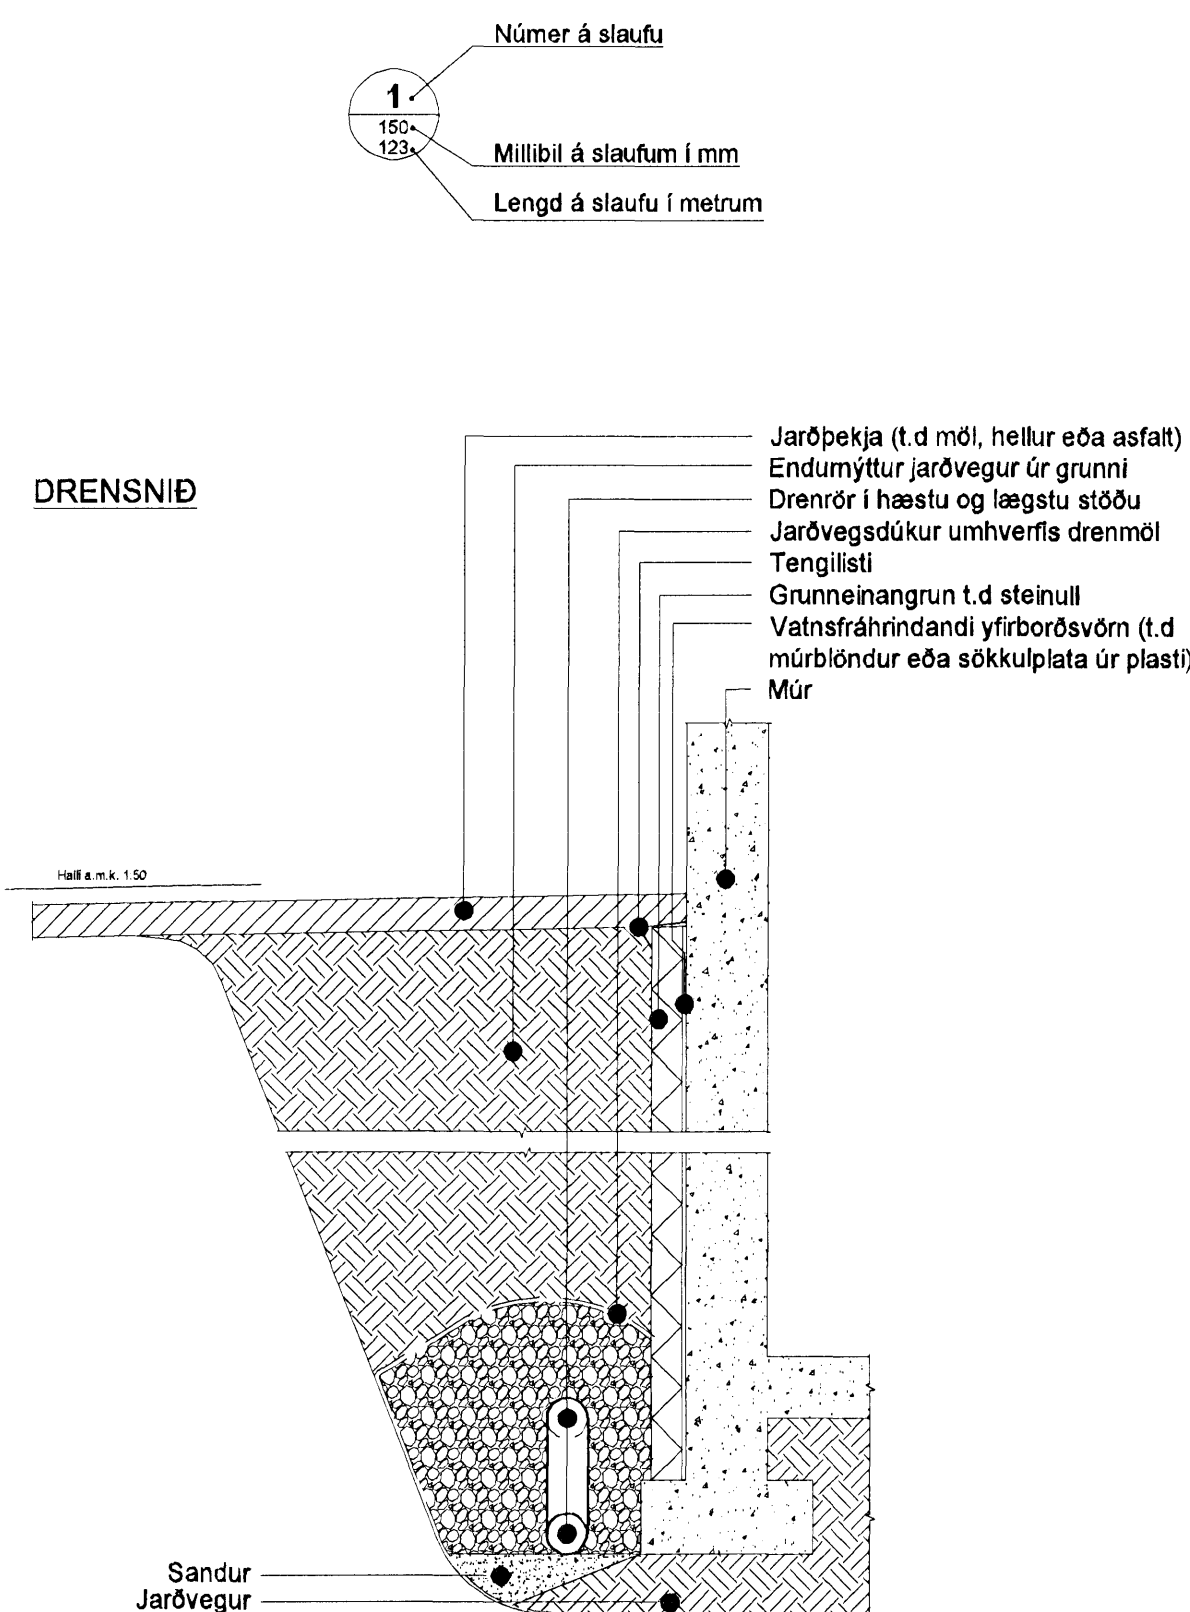 Númer á slaufu
1
150
123
Millibil á slaufum í mm
Lengd á slaufu í metrum
DRENSNIÐ
Jarðþekja (t.d möl, hellur eða asfalt)
Endurnýttur jarðvegur úr grunni
Drenrör í hæstu og lægstu stöðu
Jarðvegsdúkur umhverfis drenmöl
Tengilisti
Grunneinangrun t.d steinull
Vatnsfráhrindandi yfirborðsvörn (t.d
múrblöndur eða sökkulplata úr plasti)
Múr
Halli a.m.k. 1:50
Sandur
Jarðvegur